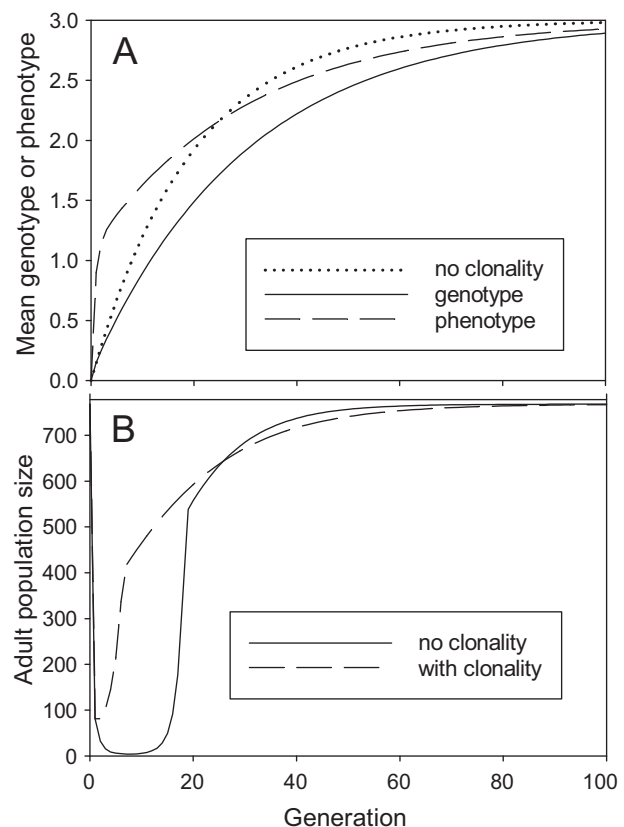 A
Mean genotype or phenotype
3.0
2.5
2.0
1.5
1.0
0.5
0.0
no clonality
genotype
phenotype
B
Adult population size
700
600
500
400
300
200
100
0
no clonality
with clonality
0 20 40 60 80 100
Generation